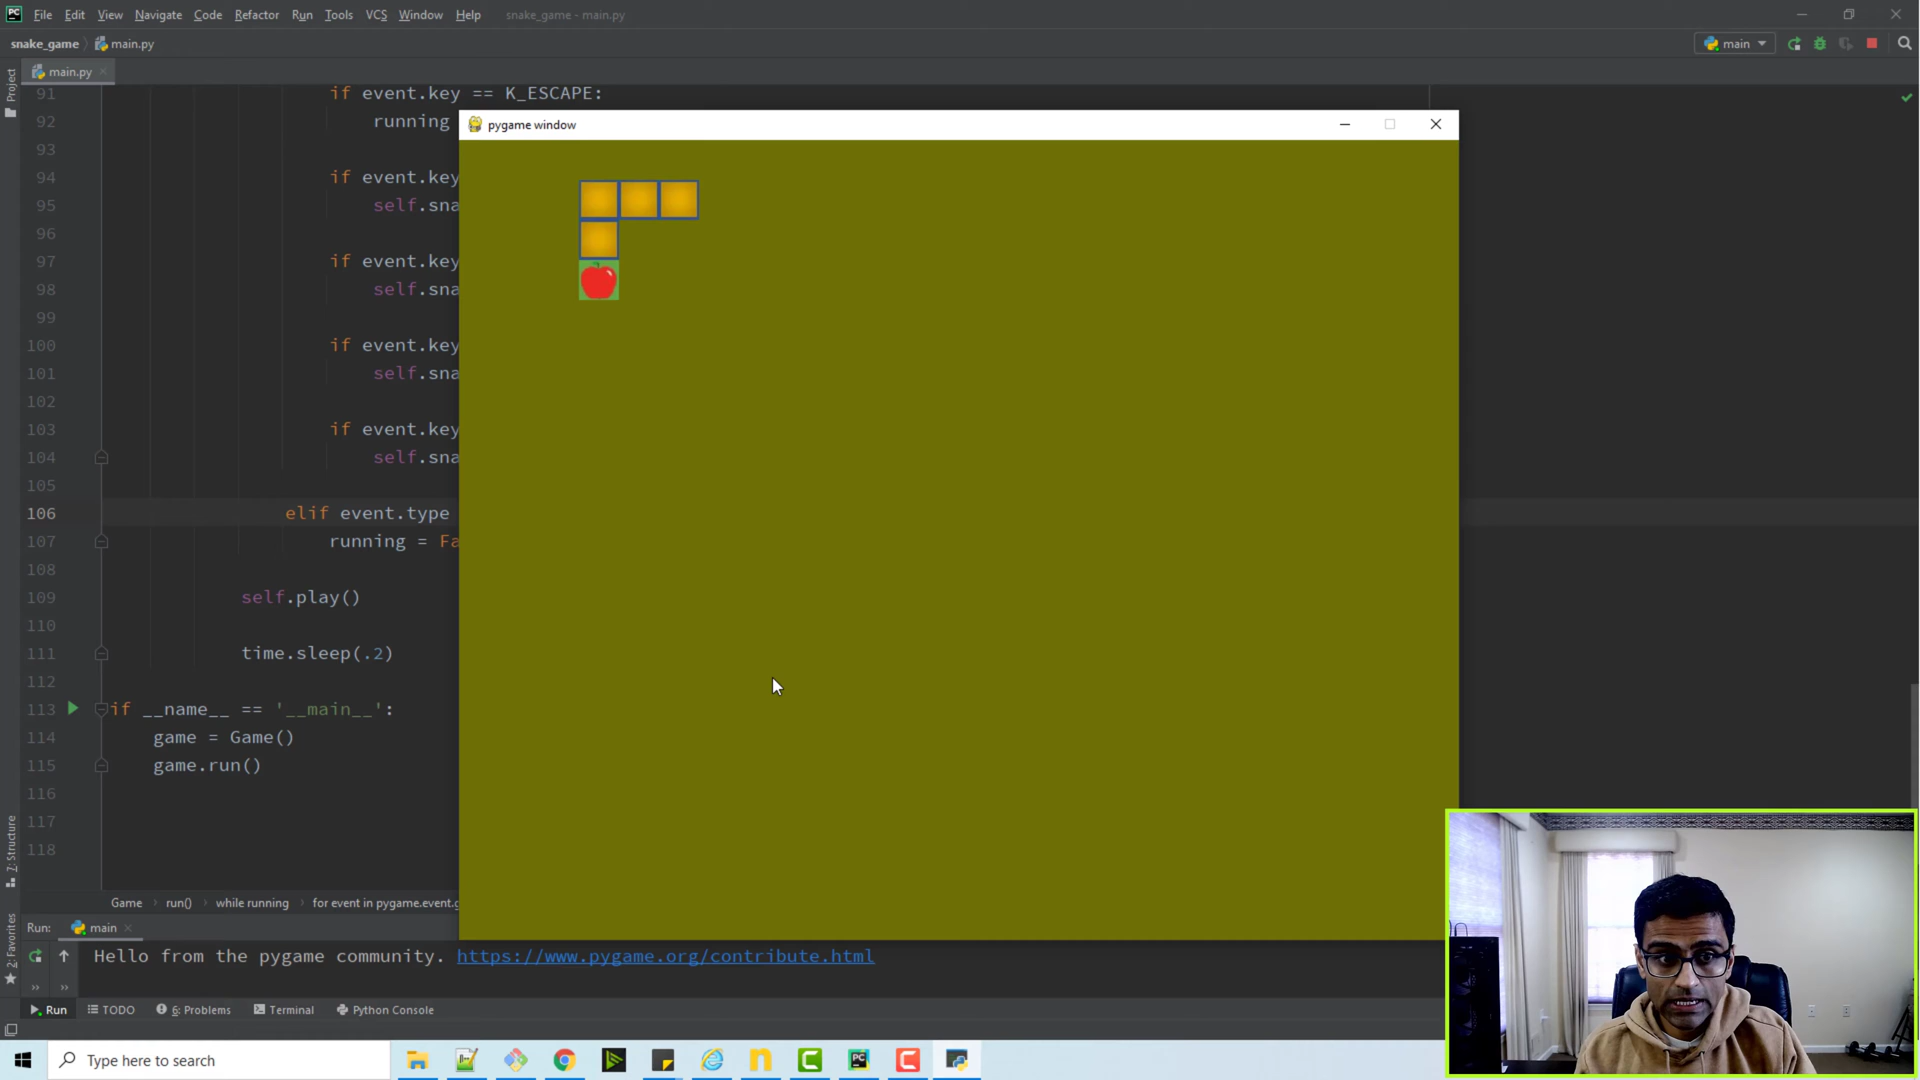 File Edit View Navigate Code Refactor Run Tools VCS Window Help snake_game - main.py
snake_game main.py main
main.py
Project
91 if event.key == K_ESCAPE:
92 running
pygame window
93
94 if event.key
95 self.sna
96
97 if event.key
98 self.sna
99
100 if event.key
101 self.sna
102
103 if event.key
104 self.sna
105
106 elif event.type
107 running = Fa
108
109 self.play()
110
111 time.sleep(.2)
112
113 if __name__ == '__main__':
114 game = Game()
115 game.run()
116
117
118
7: Structure
2: Favorites
Game run() while running for event in pygame.event.g
Run: main
Hello from the pygame community. https://www.pygame.org/contribute.html
Run TODO 6: Problems Terminal Python Console
Type here to search